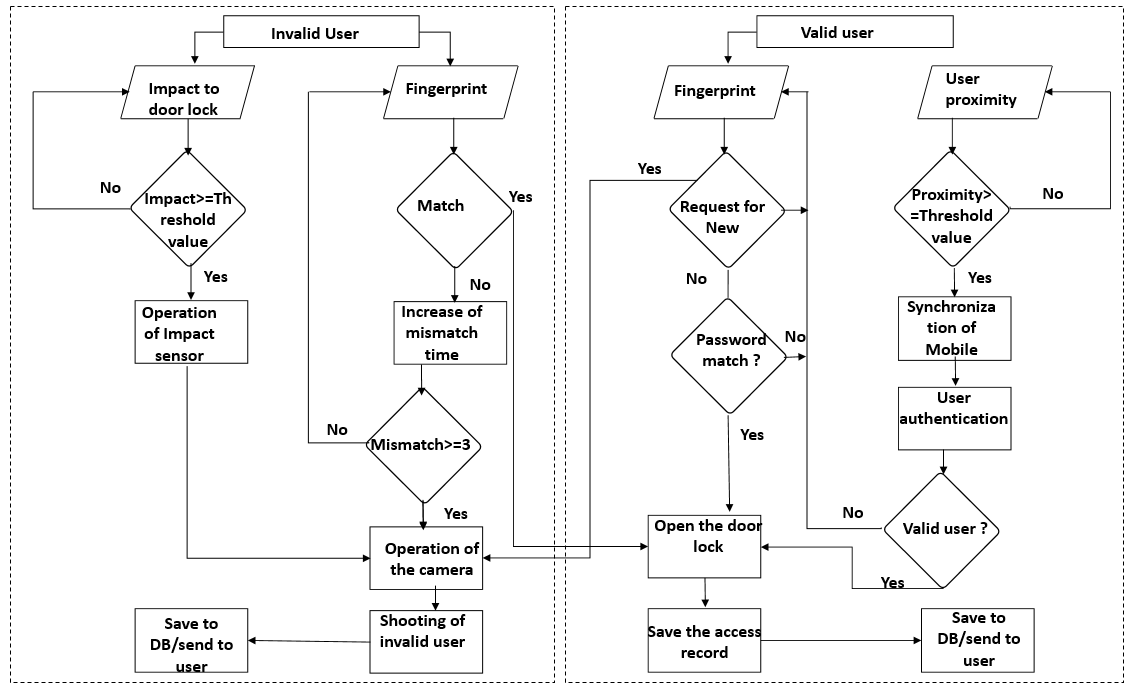 Invalid User
Impact to
door lock
Fingerprint
No
Impact>=Th
reshold
value
Yes
Match
Yes
No
Operation
of Impact
sensor
Increase of
mismatch
time
No
Mismatch>=3
Yes
Operation of
the camera
Save to
DB/send to
user
Shooting of
invalid user
Valid user
Fingerprint
User
proximity
Yes
Request for
New
Proximity>
=Threshold
value
No
No
Yes
Password
match ?
No
Synchroniza
tion of
Mobile
User
authentication
Yes
No
Valid user ?
Open the door
lock
Yes
Save the access
record
Save to
DB/send to
user